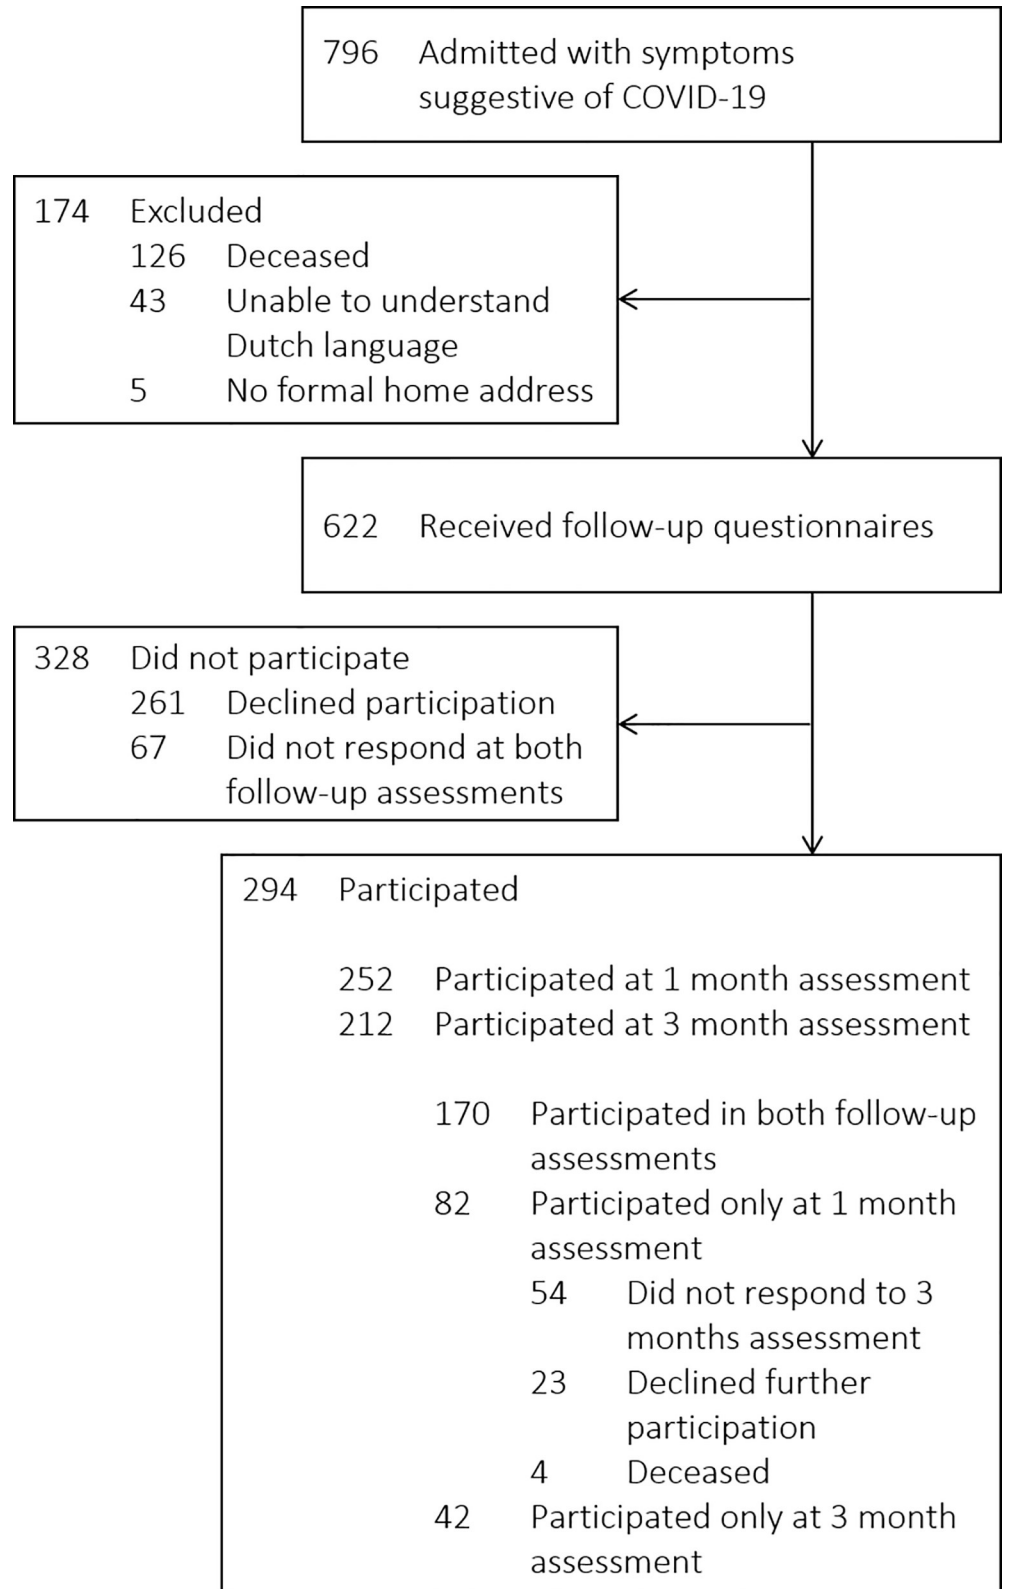 796 Admitted with symptoms
suggestive of COVID-19
174 Excluded
126 Deceased
43 Unable to understand
Dutch language
5 No formal home address
622 Received follow-up questionnaires
328 Did not participate
261 Declined participation
67 Did not respond at both
follow-up assessments
294 Participated
252 Participated at 1 month assessment
212 Participated at 3 month assessment
170 Participated in both follow-up
assessments
82 Participated only at 1 month
assessment
54 Did not respond to 3
months assessment
23 Declined further
participation
4 Deceased
42 Participated only at 3 month
assessment